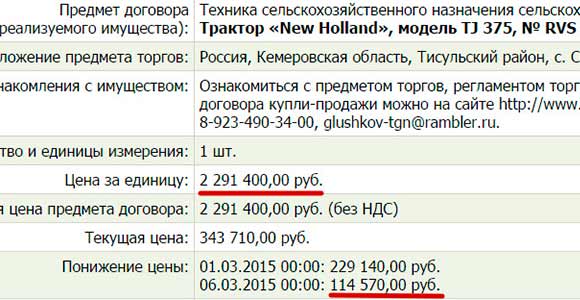 Предмет договора Техника сельскохозяйственного назначения сельскох
реализуемого имущества): Трактор «New Holland», модель TJ 375, № RVS
ложение предмета торгов: Россия, Кемеровская область, Тисульский район, с. С
накомления с имуществом: Ознакомиться с предметом торгов, регламентом торг
договора купли-продажи можно на сайте http://www.
8-923-490-34-00, glushkov-tgn@rambler.ru.
тво и единицы измерения: 1 шт.
Цена за единицу: 2 291 400,00 руб.
я цена предмета договора: 2 291 400,00 руб. (без НДС)
Текущая цена: 343 710,00 руб.
Понижение цены: 01.03.2015 00:00: 229 140,00 руб.
06.03.2015 00:00: 114 570,00 руб.